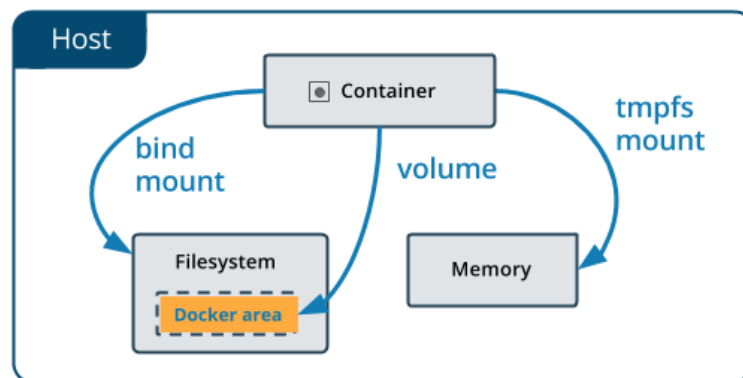 Host
Container
bind
mount
volume
tmpfs
mount
Filesystem
Docker area
Memory